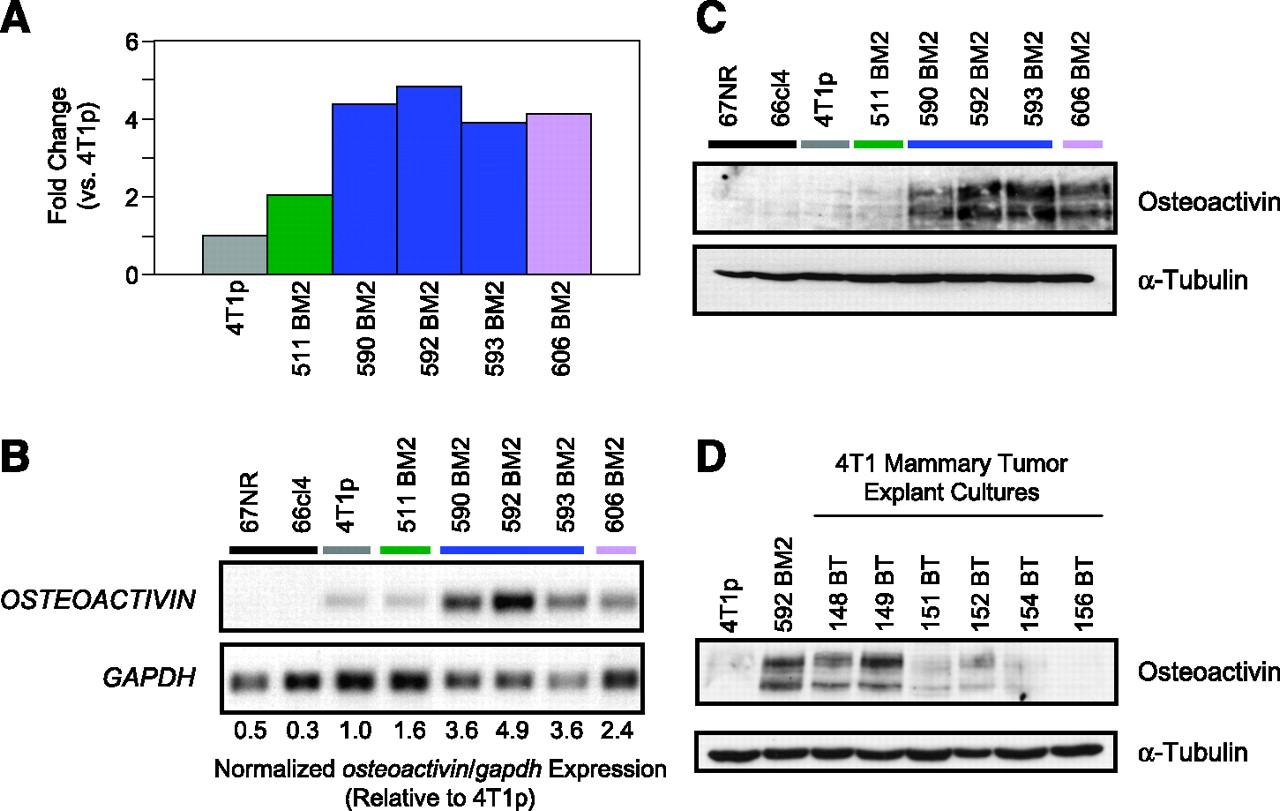 A
Fold Change
(vs. 4T1p)
6
4
2
0
4T1p
511 BM2
590 BM2
592 BM2
593 BM2
606 BM2
B
67NR
66cl4
4T1p
511 BM2
590 BM2
592 BM2
593 BM2
606 BM2
OSTEOACTIVIN
GAPDH
0.5 0.3 1.0 1.6 3.6 4.9 3.6 2.4
Normalized osteoactivin/gapdh Expression
(Relative to 4T1p)
C
67NR
66cl4
4T1p
511 BM2
590 BM2
592 BM2
593 BM2
606 BM2
Osteoactivin
α-Tubulin
D
4T1 Mammary Tumor
Explant Cultures
4T1p
592 BM2
148 BT
149 BT
151 BT
152 BT
154 BT
156 BT
Osteoactivin
α-Tubulin